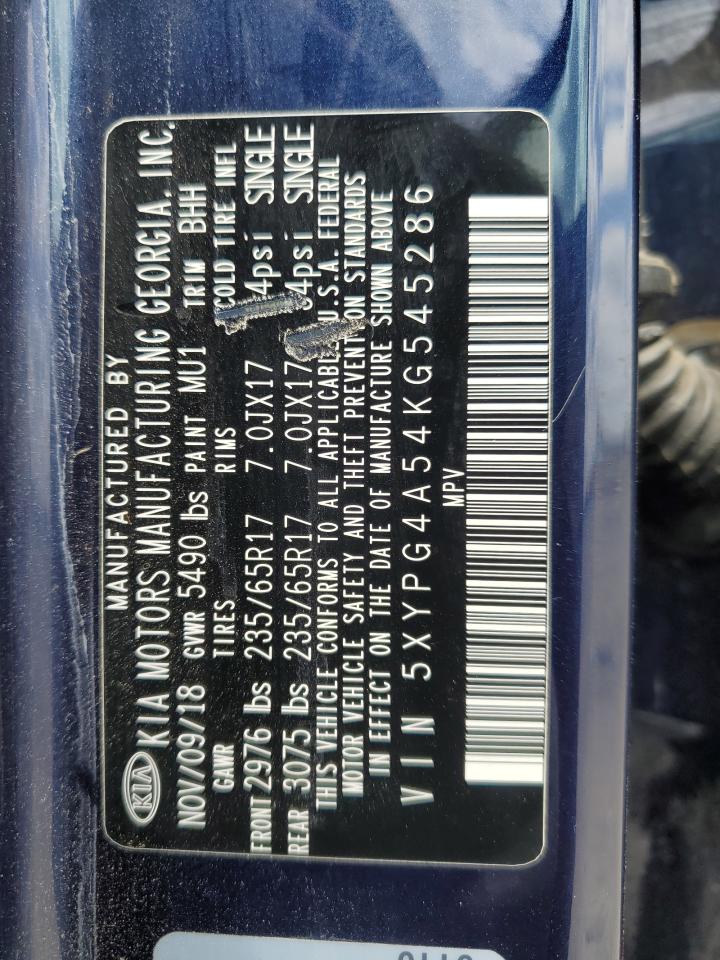 MANUFACTURED BY
KIA KIA MOTORS MANUFACTURING GEORGIA, INC.
NOV/09/18 GVWR 5490 lbs PAINT MU1 TRIM BHH
GAWR TIRES RIMS COLD TIRE INFL
FRONT 2976 lbs 235/65R17 7.0JX17 4psi SINGLE
REAR 3075 lbs 235/65R17 7.0JX17 4psi SINGLE
THIS VEHICLE CONFORMS TO ALL APPLICABLE U.S.A. FEDERAL
MOTOR VEHICLE SAFETY AND THEFT PREVENTION STANDARDS
IN EFFECT ON THE DATE OF MANUFACTURE SHOWN ABOVE
VIN 5XYPG4A54KG545286
MPV